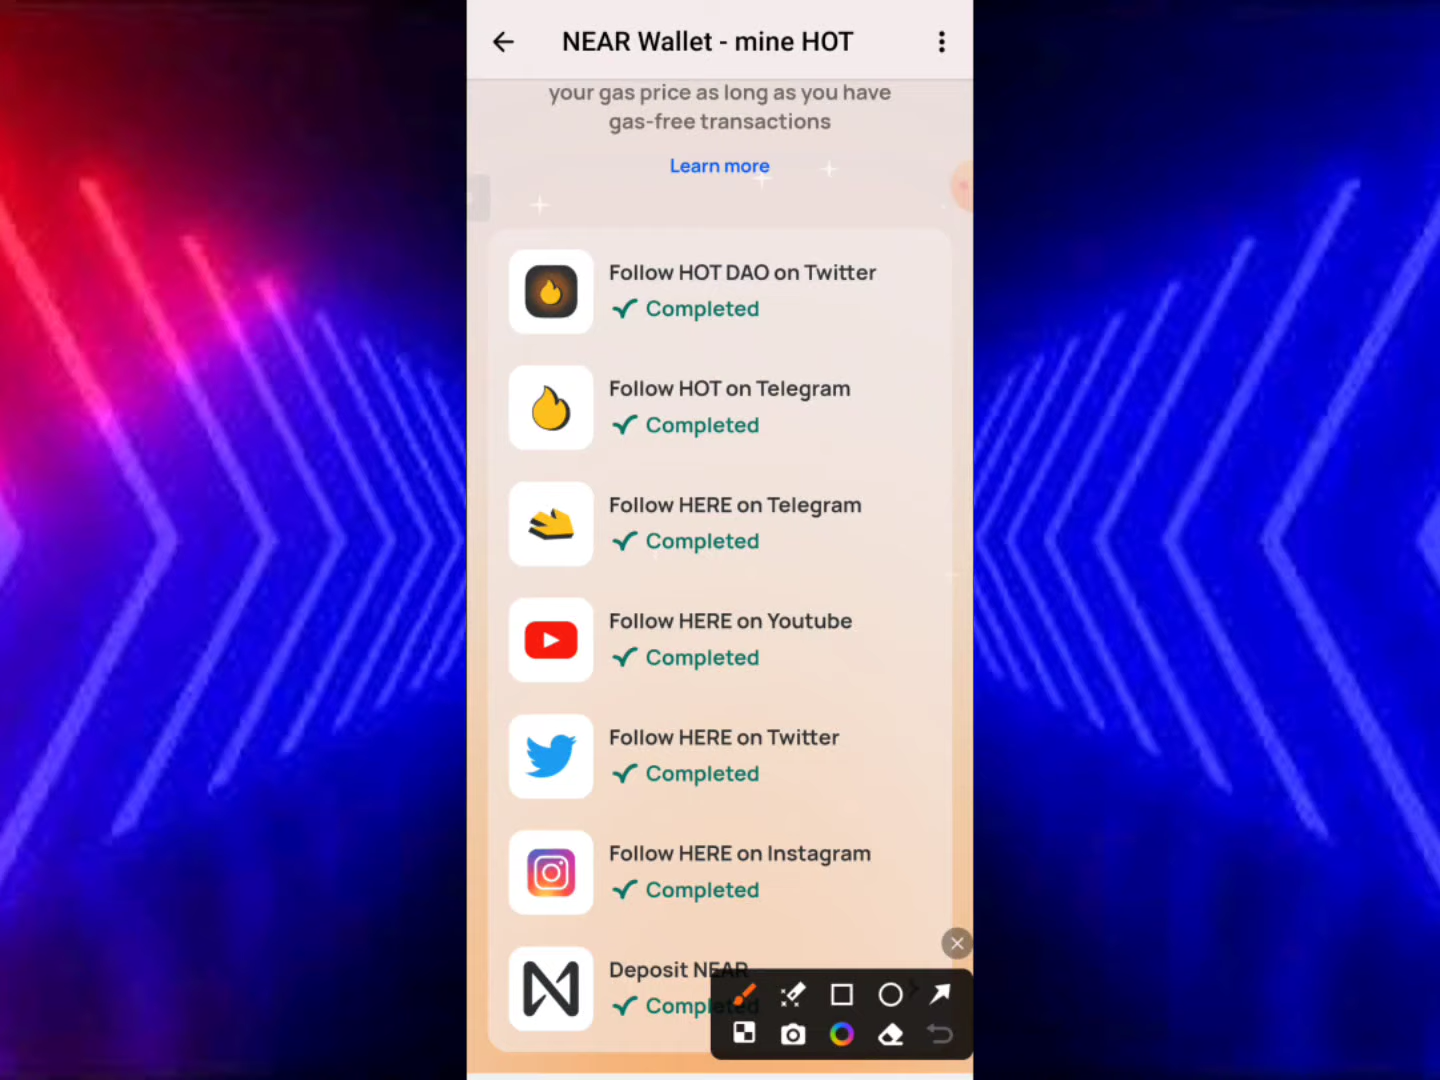 NEAR Wallet - mine HOT
your gas price as long as you have
gas-free transactions
Learn more
Follow HOT DAO on Twitter
Completed
Follow HOT on Telegram
Completed
Follow HERE on Telegram
Completed
Follow HERE on Youtube
Completed
Follow HERE on Twitter
Completed
Follow HERE on Instagram
Completed
Deposit NEAR
Completed